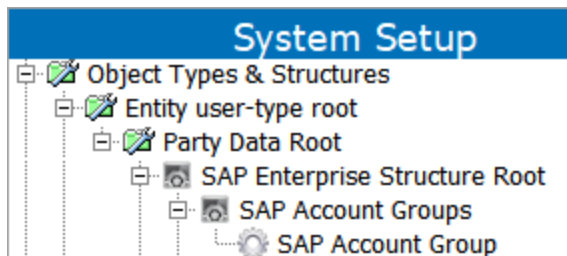 System Setup
Object Types & Structures
Entity user-type root
Party Data Root
SAP Enterprise Structure Root
SAP Account Groups
SAP Account Group